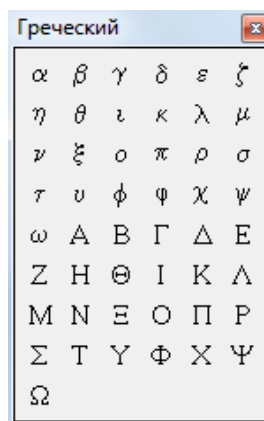 Греческий
α β γ δ ε ζ
η θ ι κ λ μ
ν ξ ο π ρ σ
τ υ ϕ φ χ ψ
ω Α Β Γ Δ Ε
Ζ Η Θ Ι Κ Λ
Μ Ν Ξ Ο Π Ρ
Σ Τ Υ Φ Χ Ψ
Ω